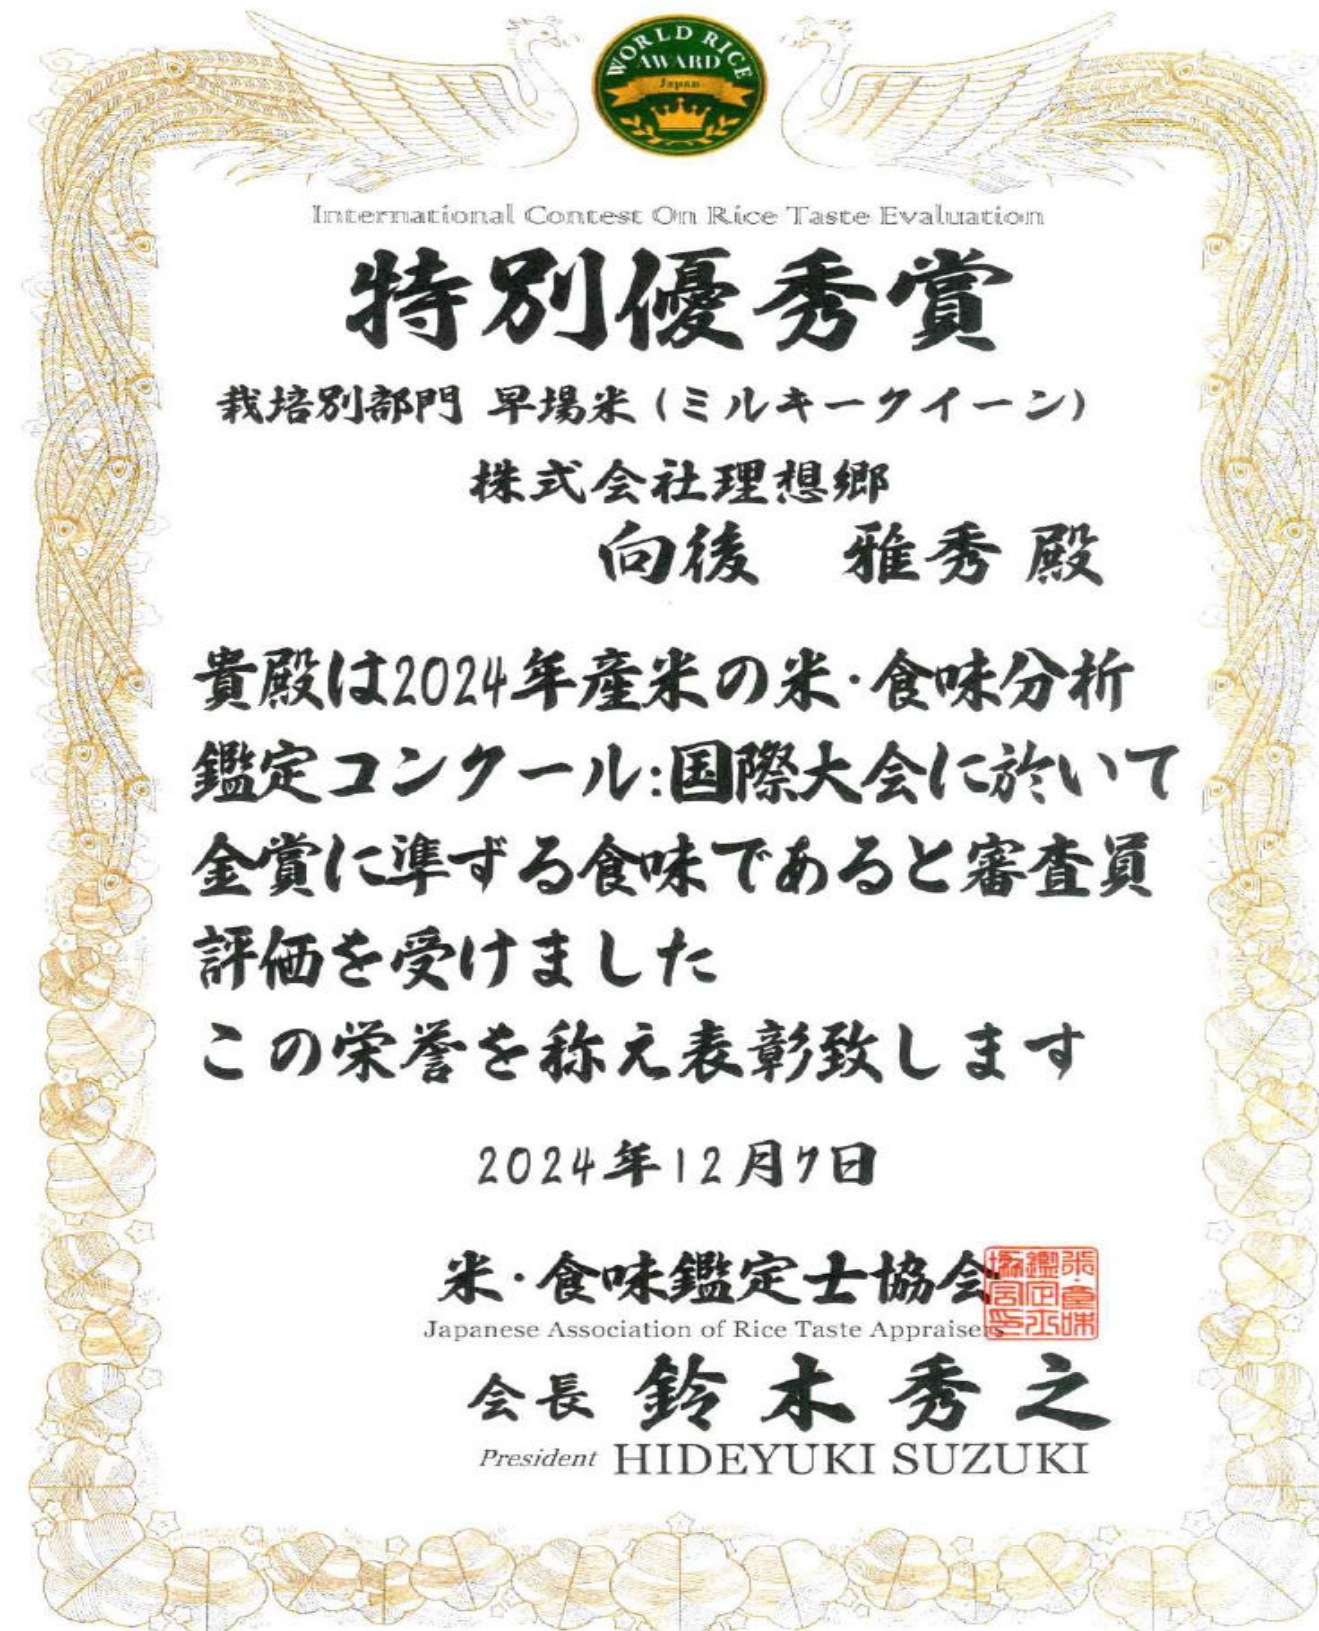 WORLD RICE
AWARD
Japan
International Contest On Rice Taste Evaluation
特別優秀賞
栽培別部門 早場米(ミルキークイーン)
株式会社理想郷
向後 雅秀 殿
貴殿は2024年産米の米·食味分析
鑑定コンクール:国際大会に於いて
金賞に準ずる食味であると審査員
評価を受けました
この栄誉を称え表彰致します
2024年12月7日
米·食味鑑定士協会
Japanese Association of Rice Taste Appraisers
会長 鈴木秀之
President HIDEYUKI SUZUKI